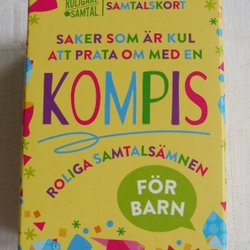 ROLIGARE SAMTAL
SAMTALSKORT
SAKER SOM ÄR KUL
ATT PRATA OM MED EN
KOMPIS
ROLIGA SAMTALSÄMNEN
FÖR
BARN